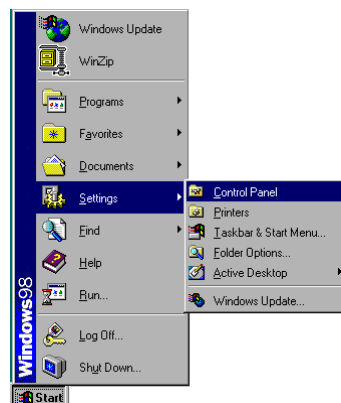 Windows Update
WinZip
Programs
Favorites
Documents
Settings
Control Panel
Printers
Taskbar & Start Menu...
Folder Options...
Active Desktop
Windows Update...
Find
Help
Run...
Log Off...
Shut Down...
Windows98
Start